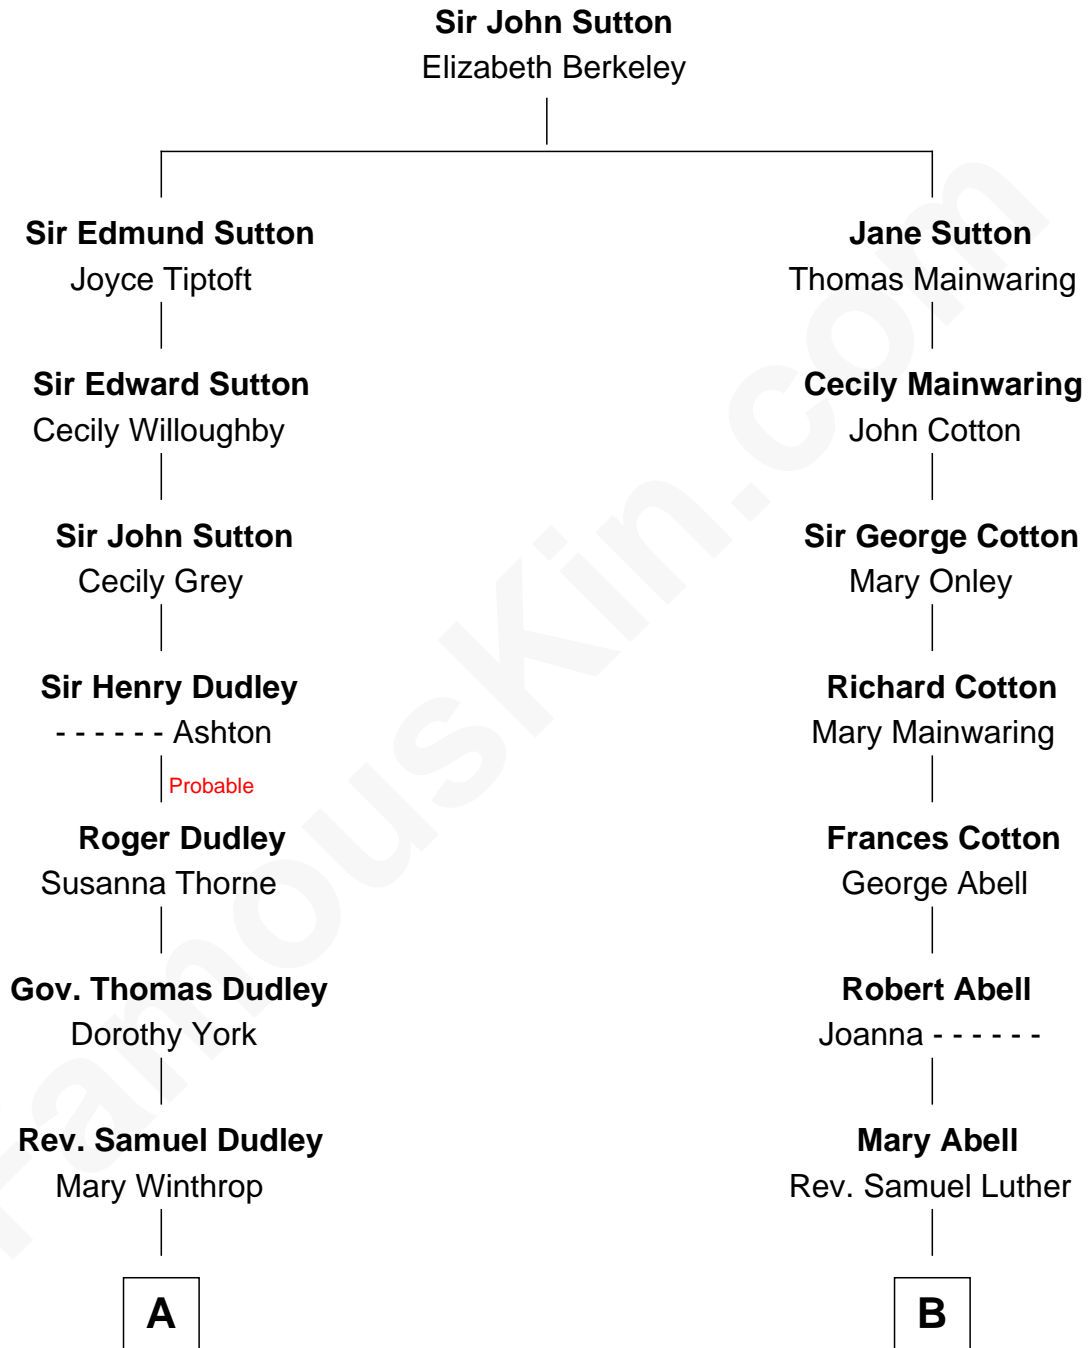 Sir John Sutton
Elizabeth Berkeley
Sir Edmund Sutton
Joyce Tiptoft
Jane Sutton
Thomas Mainwaring
Sir Edward Sutton
Cecily Willoughby
Cecily Mainwaring
John Cotton
Sir John Sutton
Cecily Grey
Sir George Cotton
Mary Onley
Sir Henry Dudley
- - - - - - Ashton
Richard Cotton
Mary Mainwaring
Probable
Roger Dudley
Susanna Thorne
Frances Cotton
George Abell
Gov. Thomas Dudley
Dorothy York
Robert Abell
Joanna - - - - - -
Rev. Samuel Dudley
Mary Winthrop
Mary Abell
Rev. Samuel Luther
A
B
FamousKin.com